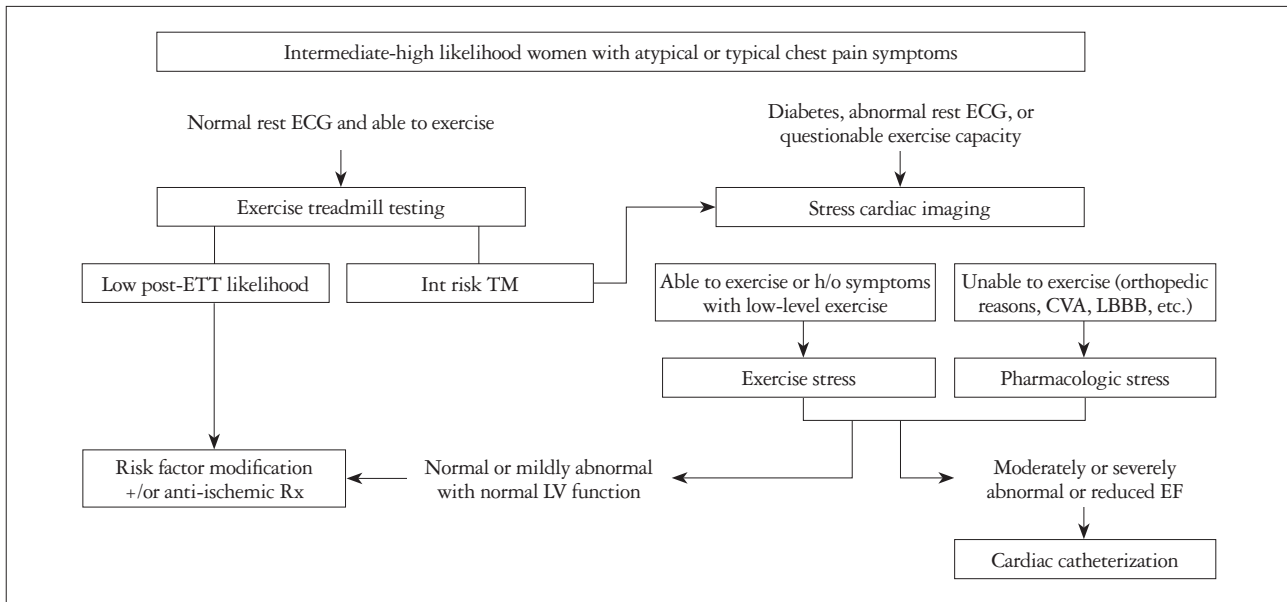 Intermediate-high likelihood women with atypical or typical chest pain symptoms
Normal rest ECG and able to exercise
Diabetes, abnormal rest ECG, or
questionable exercise capacity
Exercise treadmill testing
Stress cardiac imaging
Low post-ETT likelihood
Int risk TM
Able to exercise or h/o symptoms
with low-level exercise
Unable to exercise (orthopedic
reasons, CVA, LBBB, etc.)
Exercise stress
Pharmacologic stress
Risk factor modification
+/or anti-ischemic Rx
Normal or mildly abnormal
with normal LV function
Moderately or severely
abnormal or reduced EF
Cardiac catheterization